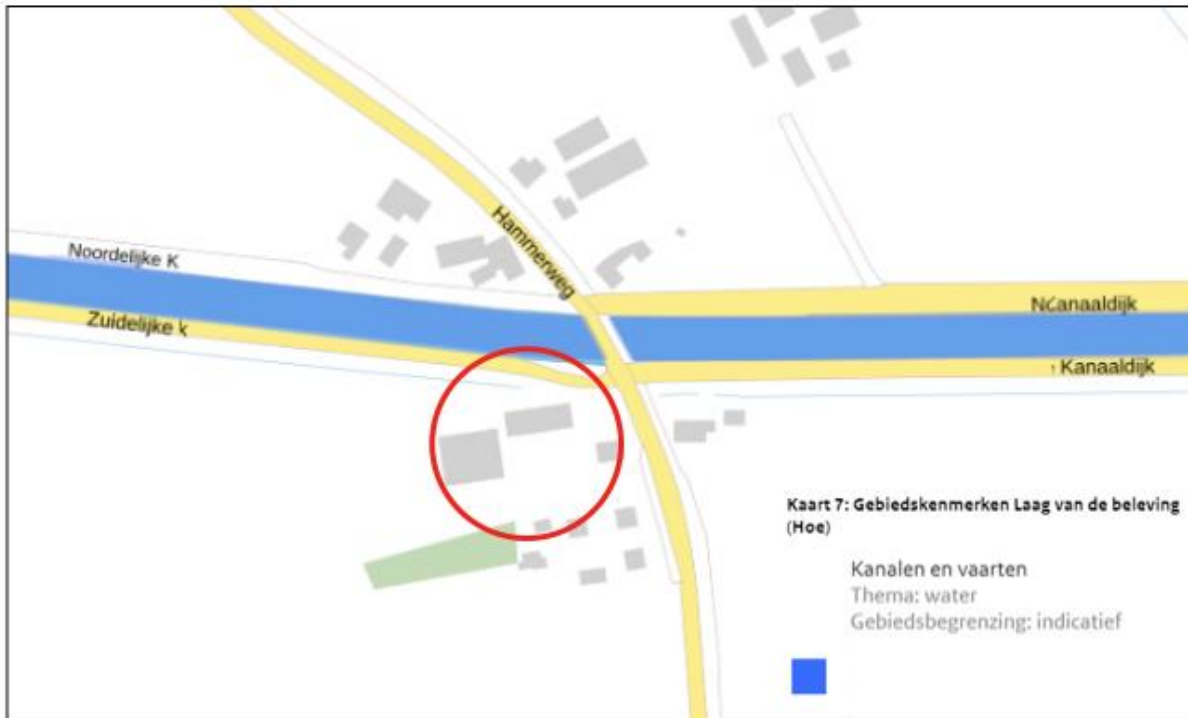 Hammerweg
Noordelijke K
Zuidelijke k
Kanaaldijk
Kanaaldijk
Kaart 7: Gebiedskenmerken Laag van de beleving
(Hoe)
Kanalen en vaarten
Thema: water
Gebiedsbegrenzing: indicatief